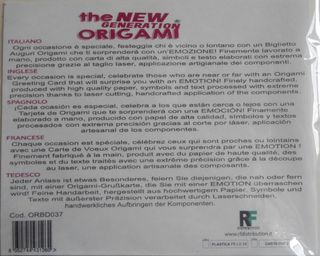 the NEW
GENERATION
ORIGAMI
ITALIANO
Ogni occasione è speciale, festeggia chi è vicino o lontano con un Biglietto
Auguri Origami che ti sorprenderà con un'EMOZIONE! Finemente lavorato a
mano, prodotto con carta di alta qualità, simboli e testo elaborati con estrema
precisione grazie al taglio laser, applicazione artigianale dei componenti.
INGLESE
Every occasion is special, celebrate those who are near or far with an Origami
Greeting Card that will surprise you with an EMOTION! Finely handcrafted,
produced with high quality paper, symbols and text processed with extreme
precision thanks to laser cutting, handcrafted application of the components.
SPAGNOLO
¡Cada ocasión es especial, celebra a los que están cerca o lejos con una
Tarjeta de Origami que te sorprenderá con una EMOCIÓN! Finamente
elaborado a mano, producido con papel de alta calidad, símbolos y textos
procesados con extrema precisión gracias al corte por láser, aplicación
artesanal de los componentes.
FRANCESE
Chaque occasion est spéciale, célébrez ceux qui sont proches ou lointains
avec une Carte de Voeux Origami qui vous surprendra par une EMOTION !
Finement fabriqué à la main, produit avec du papier de haute qualité, des
symboles et du texte traités avec une extrême précision grâce à la découpe
au laser, une application artisanale des composants.
TEDESCO
Jeder Anlass ist etwas Besonderes, feiern Sie diejenigen, die nah oder fern
sind, mit einer Origami-Grußkarte, die Sie mit einer EMOTION überraschen
wird! Feine Handarbeit, hergestellt aus hochwertigem Papier, Symbole und
Texte mit äußerster Präzision verarbeitet durch Laserschneiden,
handwerkliches Aufbringen der Komponenten.
Cod. ORBD037
RF
www.rfdistribution.it
PLASTICA